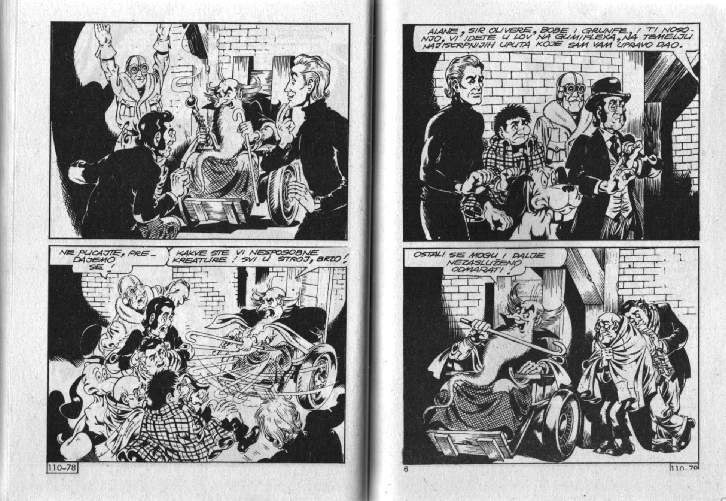 NE PUCAJTE, PRE-
DAJEMO
SE!
KAKVE STE VI NESPOSOBNE
KREATURE! SVI U STROJ, BRZO!
110-78
ALANE, SIR OLIVERE, BOBE I GRUNFE, I TI NOSO-
NJO, VI IDETE U LOV NA GUMIFLEXA, NA TEMELJU
NAJISCRPNIJIH UPUTA KOJE SAM VAM UPRAVO DAO.
OSTALI SE MOGU I DALJE
NEZASLUŽENO
ODMARATI!
6
110-79